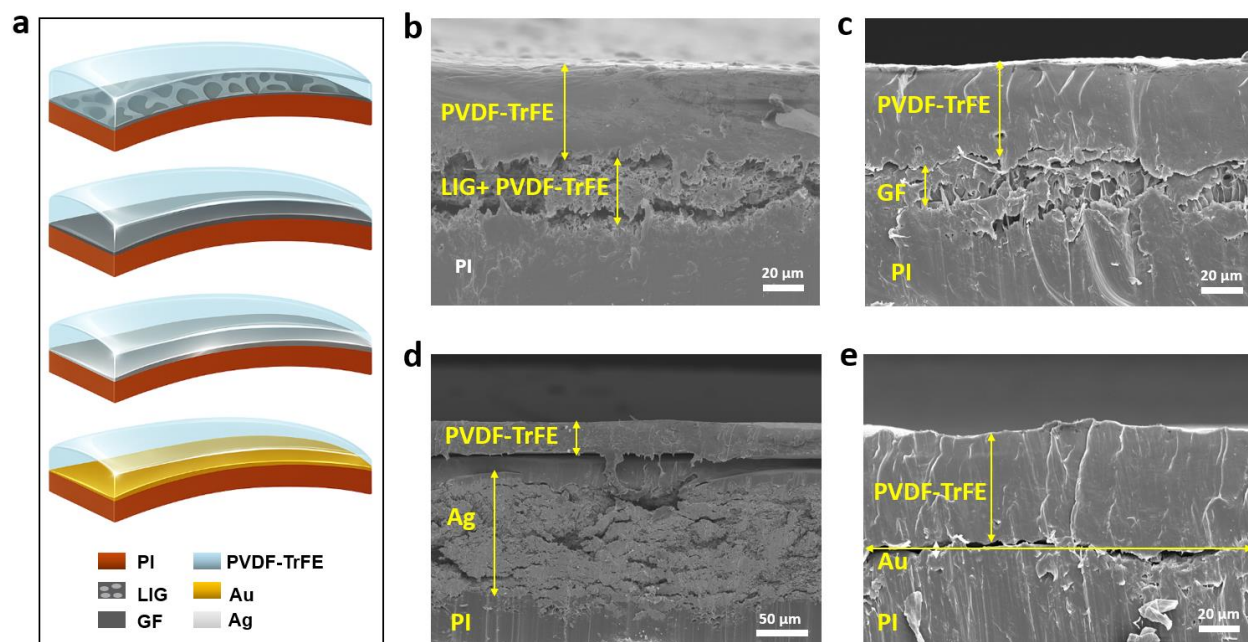 a
PI
PVDF-TrFE
LIG
Au
GF
Ag
b
PVDF-TrFE
LIG+ PVDF-TrFE
PI
20 µm
c
PVDF-TrFE
GF
PI
20 µm
d
PVDF-TrFE
Ag
PI
50 µm
e
PVDF-TrFE
Au
PI
20 µm